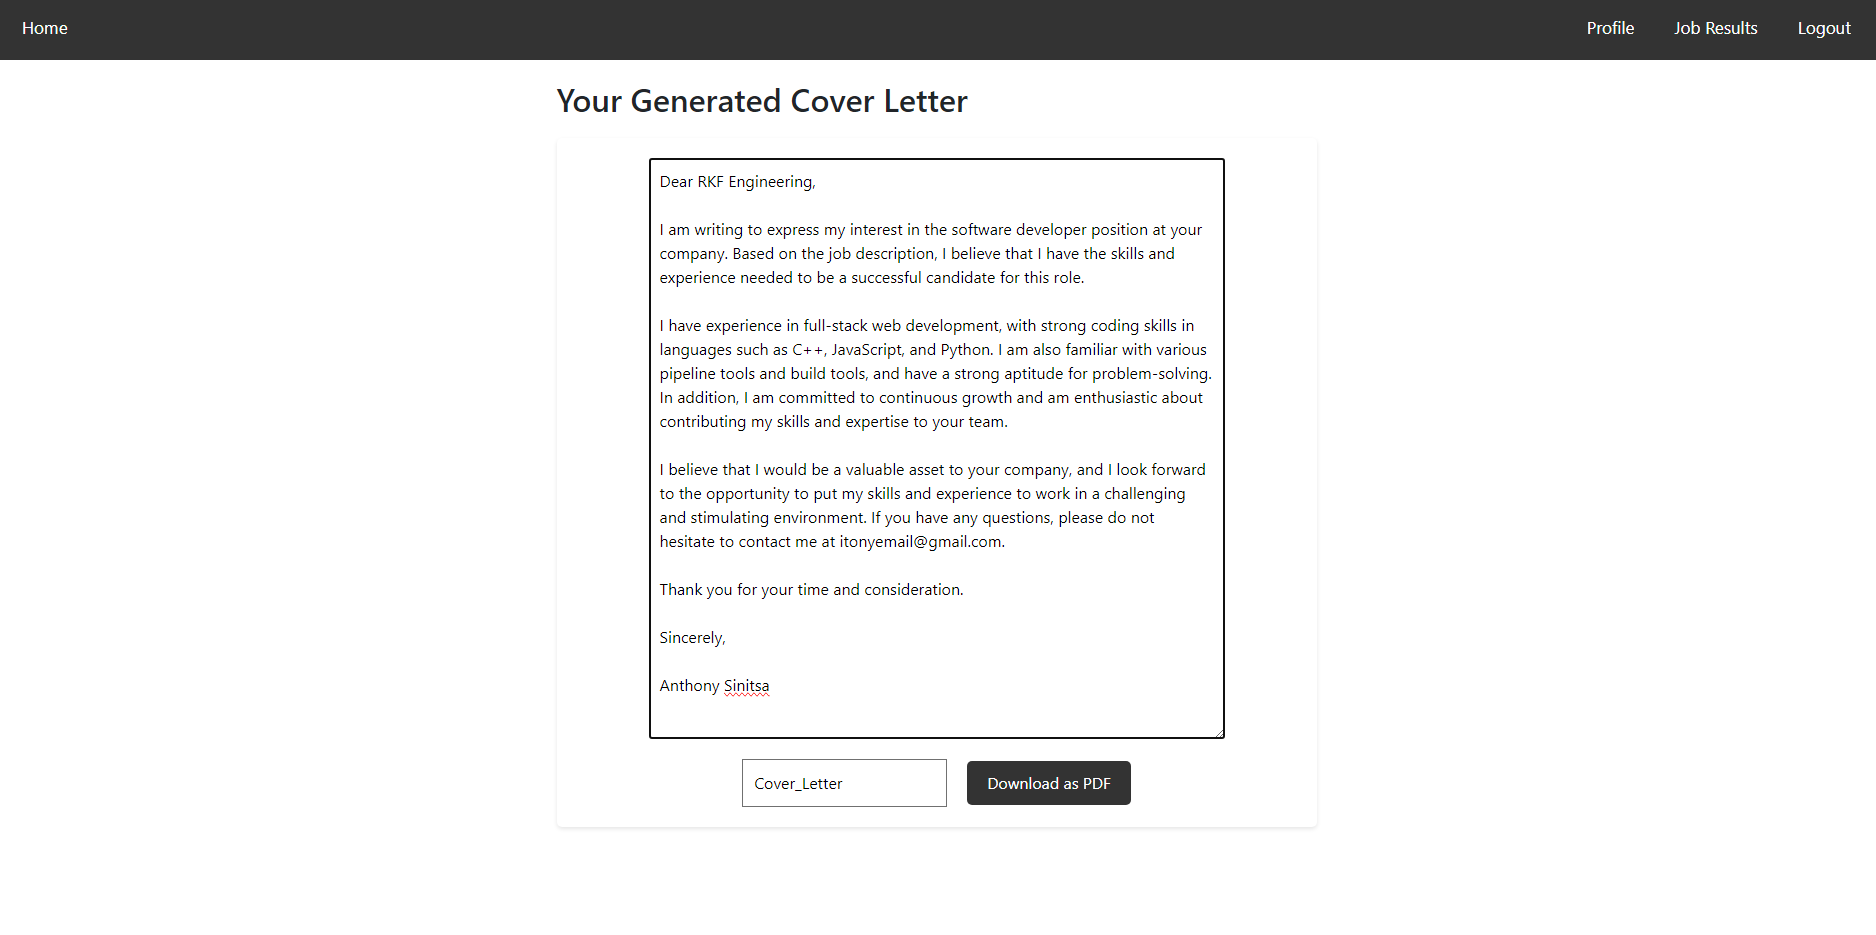 Home
Profile
Job Results
Logout
Your Generated Cover Letter
Dear RKF Engineering,
I am writing to express my interest in the software developer position at your
company. Based on the job description, I believe that I have the skills and
experience needed to be a successful candidate for this role.
I have experience in full-stack web development, with strong coding skills in
languages such as C++, JavaScript, and Python. I am also familiar with various
pipeline tools and build tools, and have a strong aptitude for problem-solving.
In addition, I am committed to continuous growth and am enthusiastic about
contributing my skills and expertise to your team.
I believe that I would be a valuable asset to your company, and I look forward
to the opportunity to put my skills and experience to work in a challenging
and stimulating environment. If you have any questions, please do not
hesitate to contact me at itonyemail@gmail.com.
Thank you for your time and consideration.
Sincerely,
Anthony Sinitsa
Cover_Letter
Download as PDF